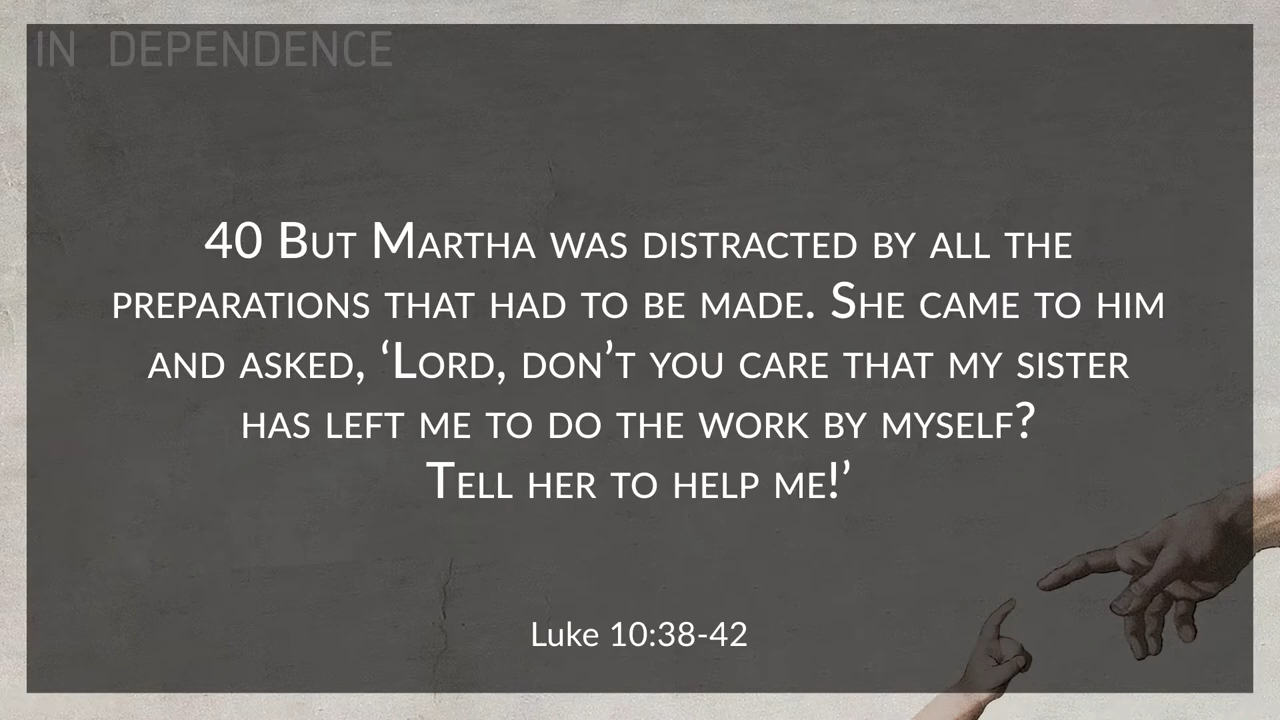 IN DEPENDENCE
40 But Martha was distracted by all the
preparations that had to be made. She came to him
and asked, ‘Lord, don’t you care that my sister
has left me to do the work by myself?
Tell her to help me!’
Luke 10:38-42